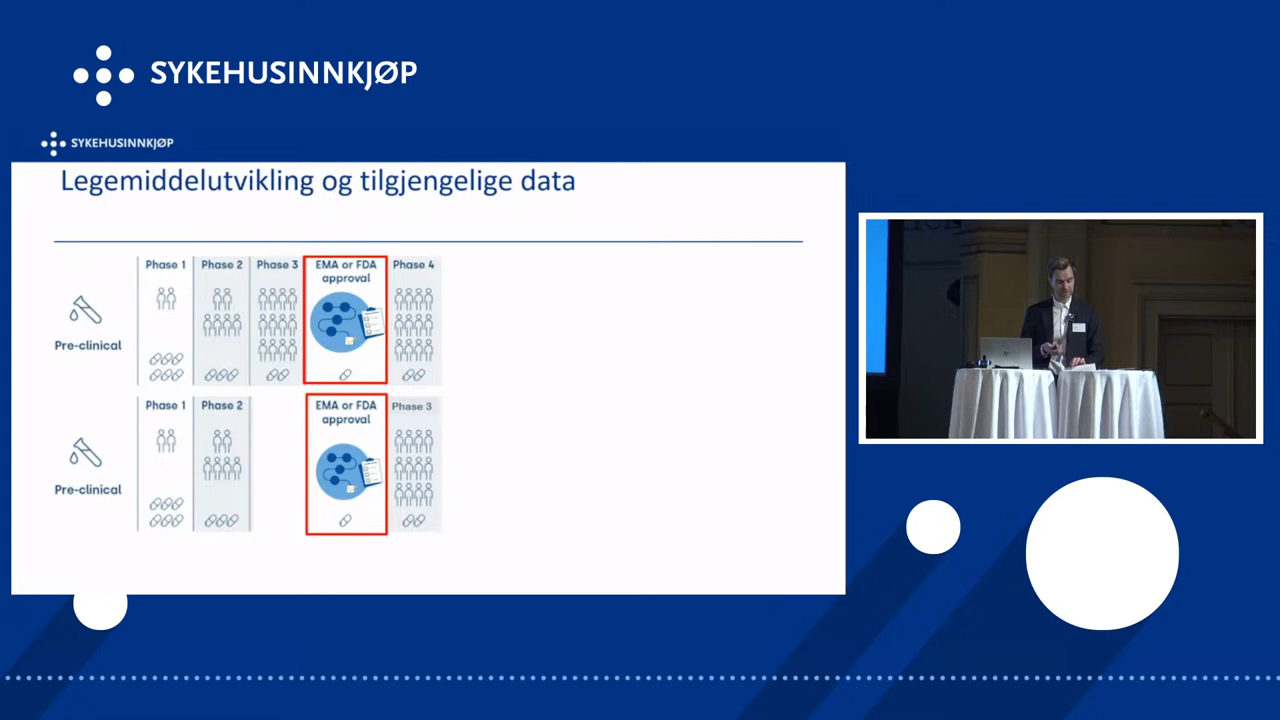 SYKEHUSINNKJØP
SYKEHUSINNKJØP
Legemiddelutvikling og tilgjengelige data
Phase 1
Phase 2
Phase 3
EMA or FDA
approval
Phase 4
Pre-clinical
Phase 1
Phase 2
EMA or FDA
approval
Phase 3
Pre-clinical